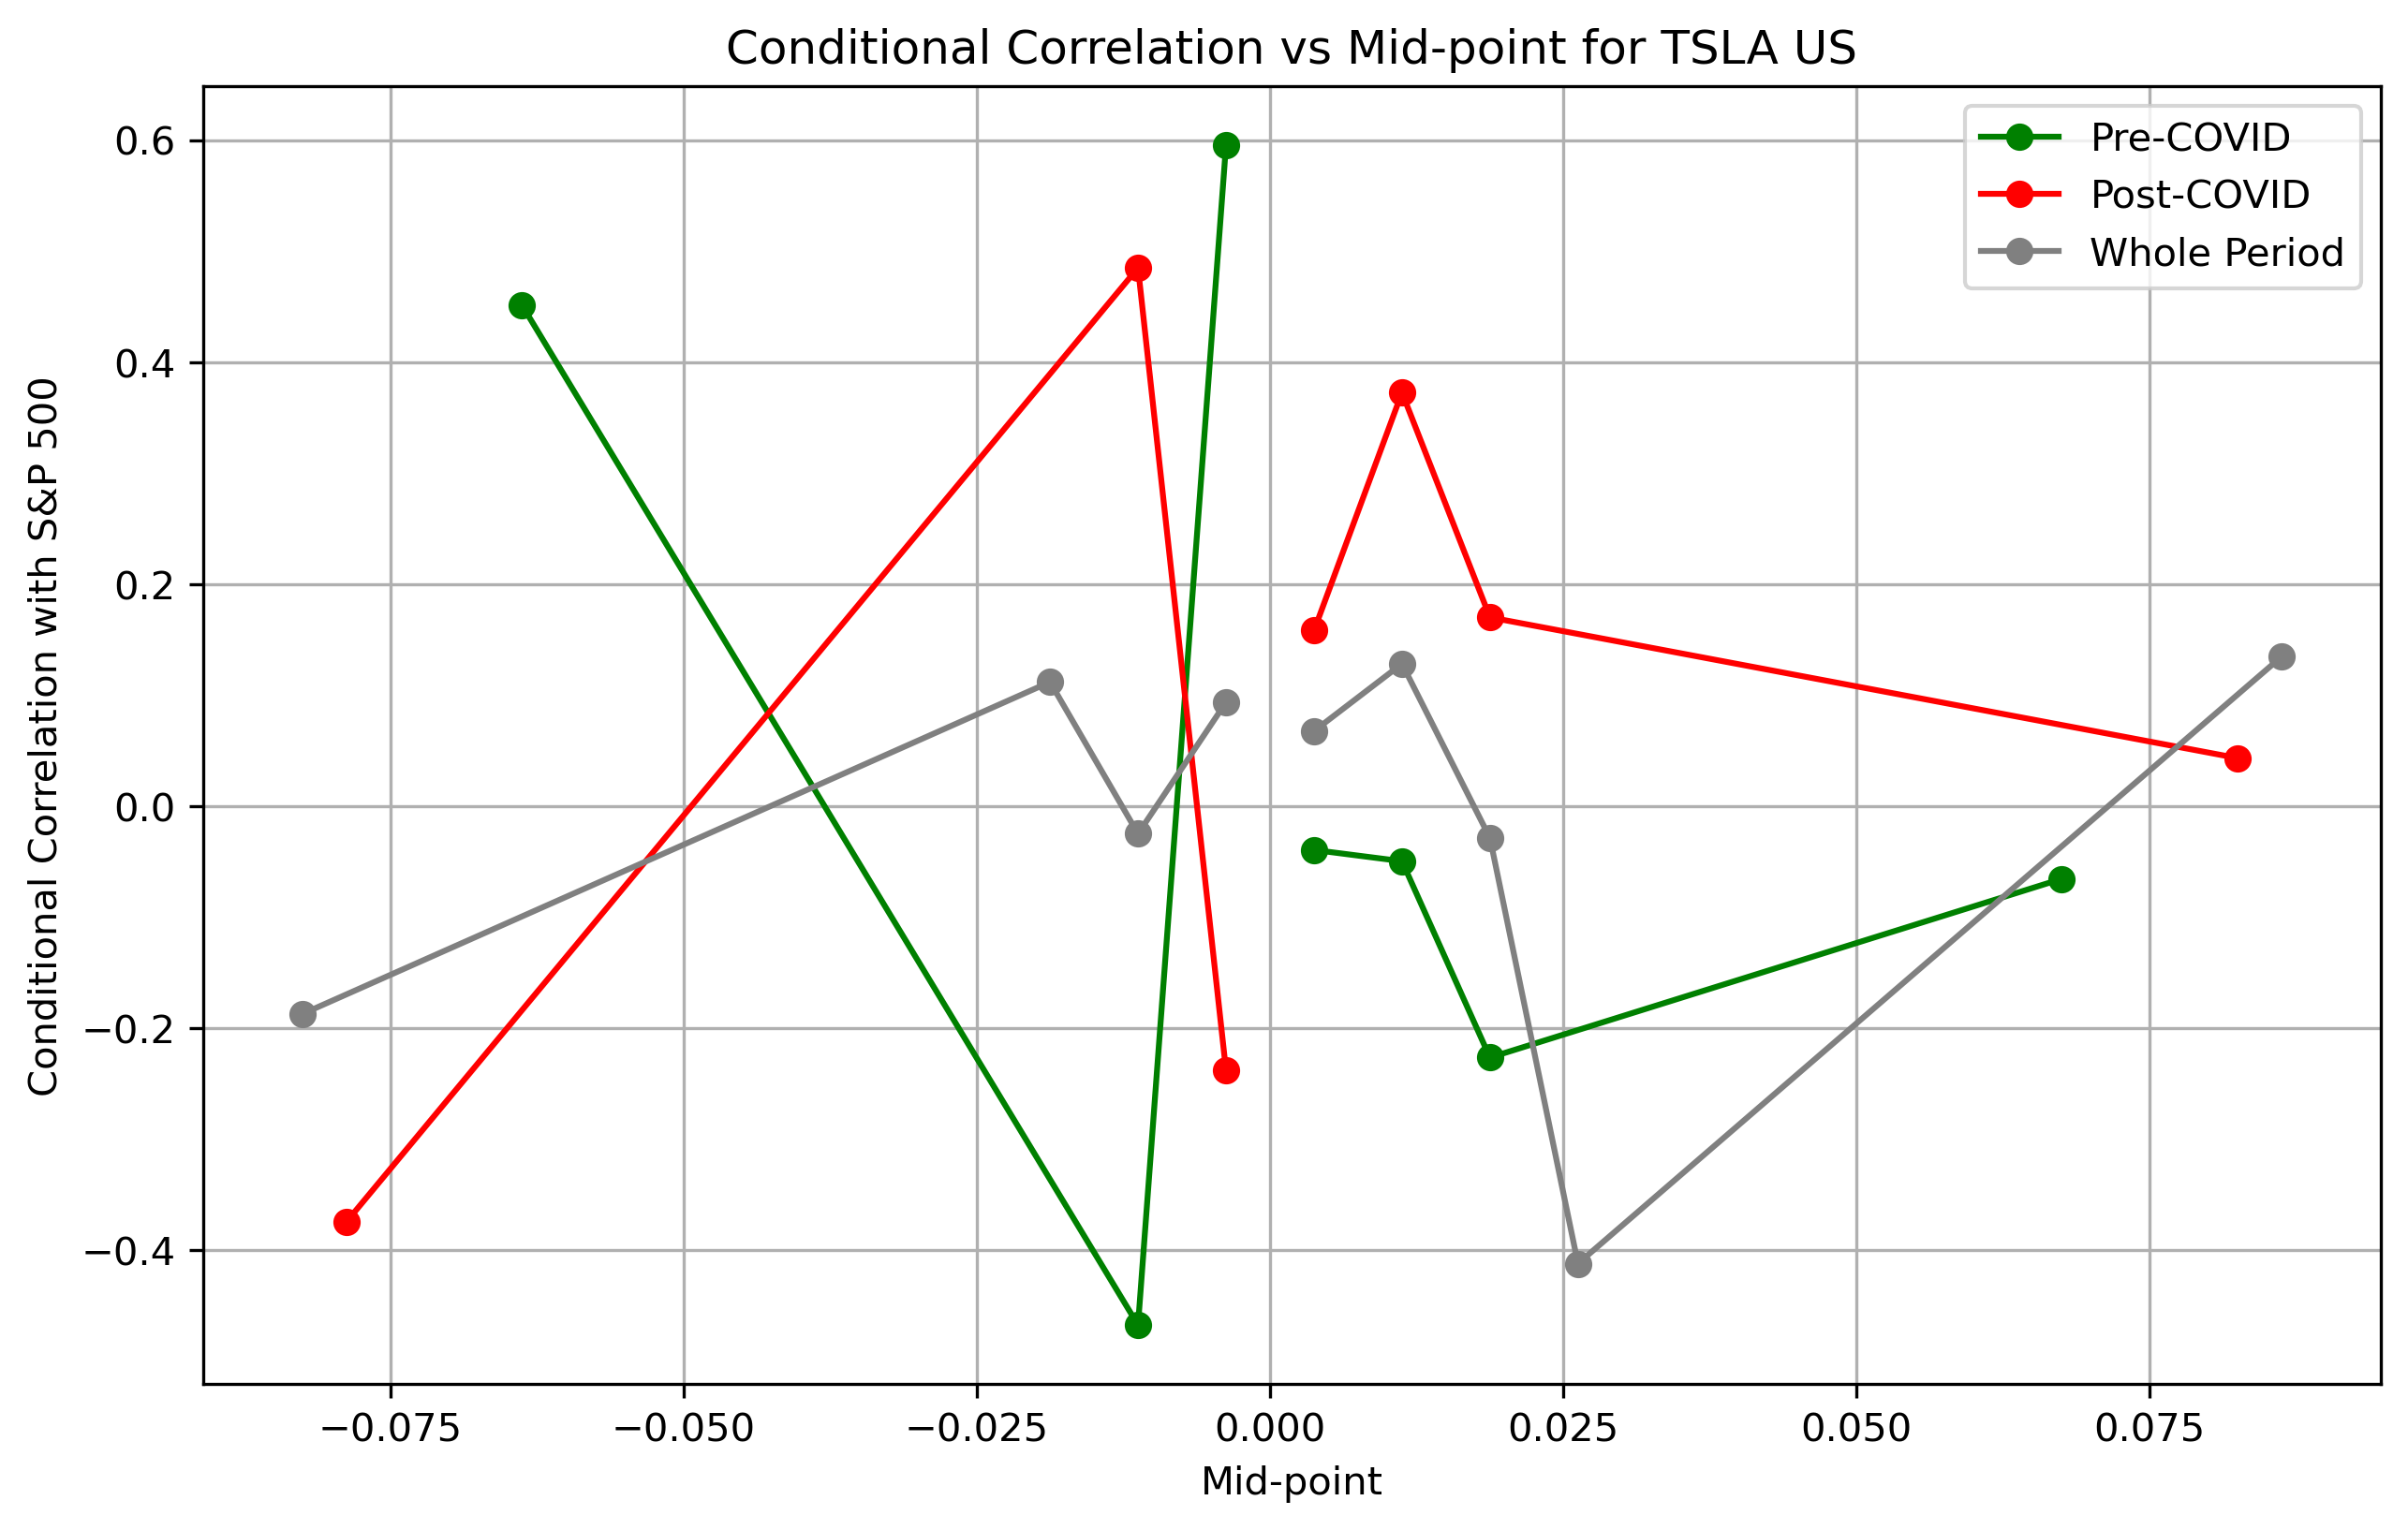 Conditional Correlation vs Mid-point for TSLA US
Pre-COVID
Post-COVID
Whole Period
Conditional Correlation with S&P 500
0.6
0.4
0.2
0.0
−0.2
−0.4
−0.075
−0.050
−0.025
0.000
0.025
0.050
0.075
Mid-point